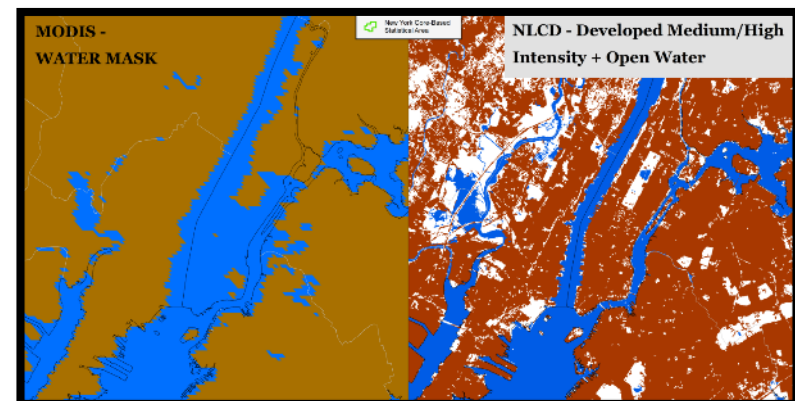 MODIS -
WATER MASK
New York Core-Based
Statistical Area
NLCD - Developed Medium/High
Intensity + Open Water